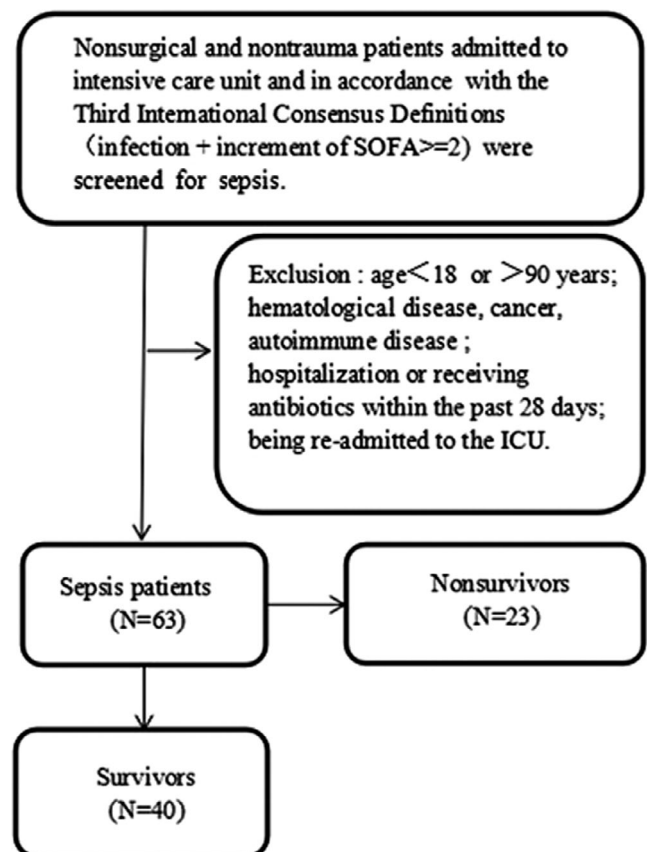 Nonsurgical and nontrauma patients admitted to
intensive care unit and in accordance with the
Third International Consensus Definitions
（infection + increment of SOFA>=2) were
screened for sepsis.
Exclusion : age＜18 or ＞90 years;
hematological disease, cancer,
autoimmune disease ;
hospitalization or receiving
antibiotics within the past 28 days;
being re-admitted to the ICU.
Sepsis patients
(N=63)
Nonsurvivors
(N=23)
Survivors
(N=40)